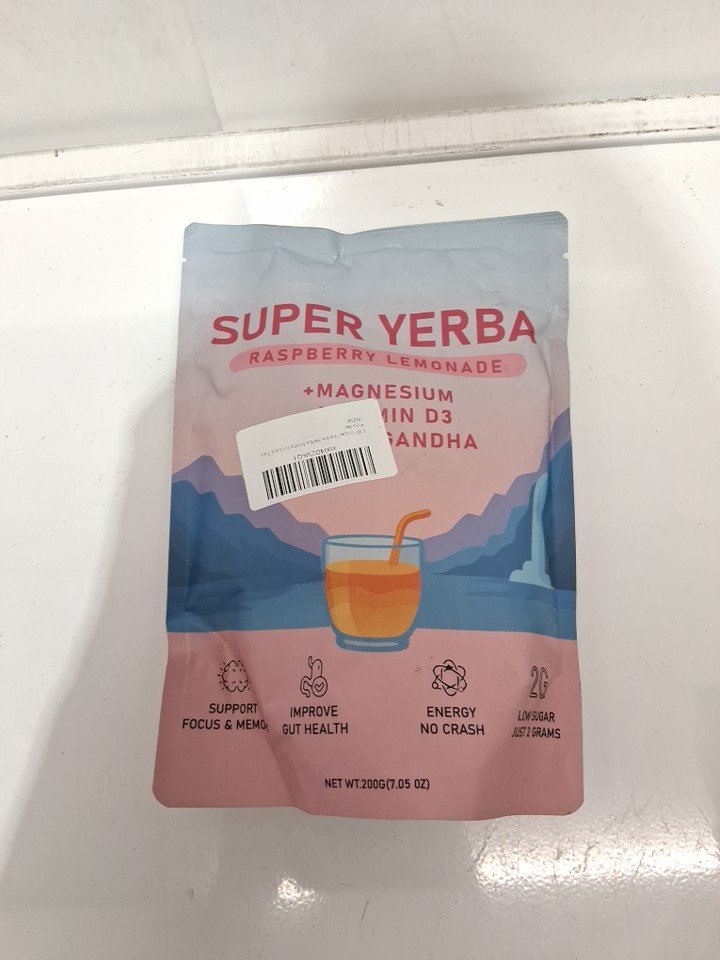 SUPER YERBA
RASPBERRY LEMONADE
+MAGNESIUM
MIN D3
GANDHA
NEW
SUPPORT
FOCUS & MEMO
IMPROVE
GUT HEALTH
ENERGY
NO CRASH
2G
LOW SUGAR
JUST 2 GRAMS
NET WT.200G(7.05 OZ)